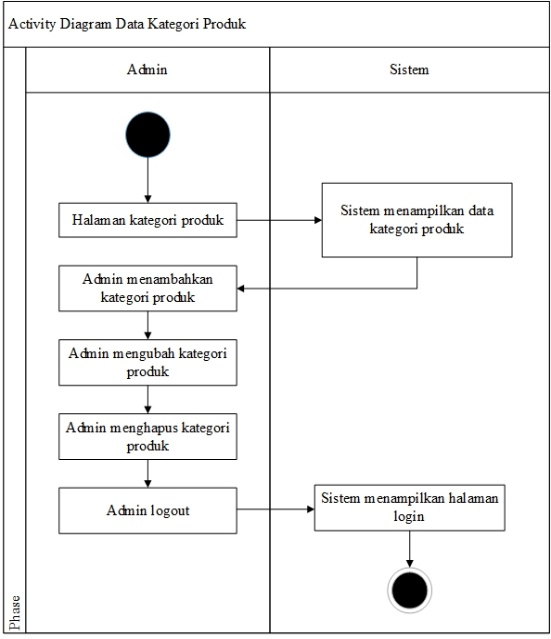 Activity Diagram Data Kategori Produk
Admin
Sistem
Halaman kategori produk
Sistem menampilkan data
kategori produk
Admin menambahkan
kategori produk
Admin mengubah kategori
produk
Admin menghapus kategori
produk
Admin logout
Sistem menampilkan halaman
login
Phase